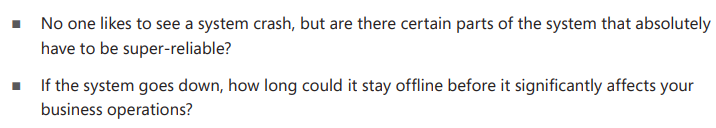 ▪ No one likes to see a system crash, but are there certain parts of the system that absolutely
have to be super-reliable?
▪ If the system goes down, how long could it stay offline before it significantly affects your
business operations?